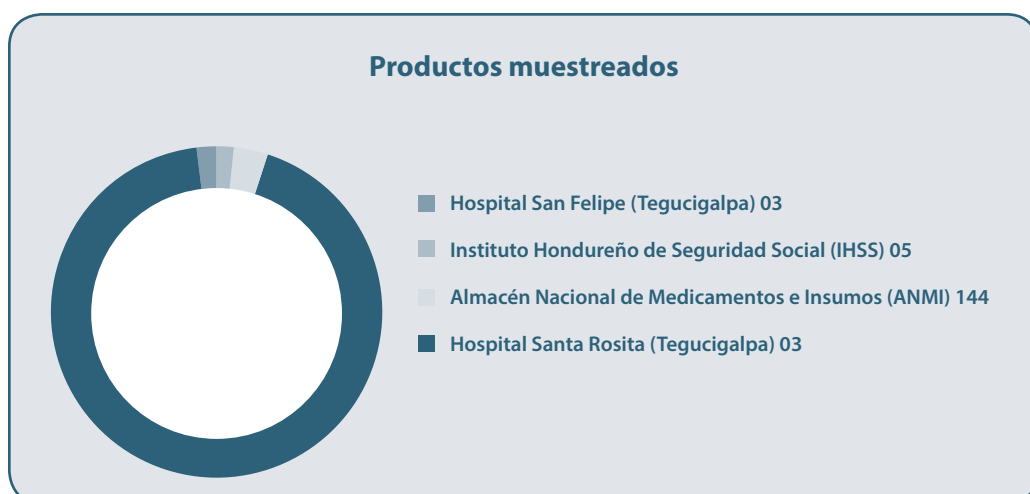 Productos muestreados
Hospital San Felipe (Tegucigalpa) 03
Instituto Hondureño de Seguridad Social (IHSS) 05
Almacén Nacional de Medicamentos e Insumos (ANMI) 144
Hospital Santa Rosita (Tegucigalpa) 03